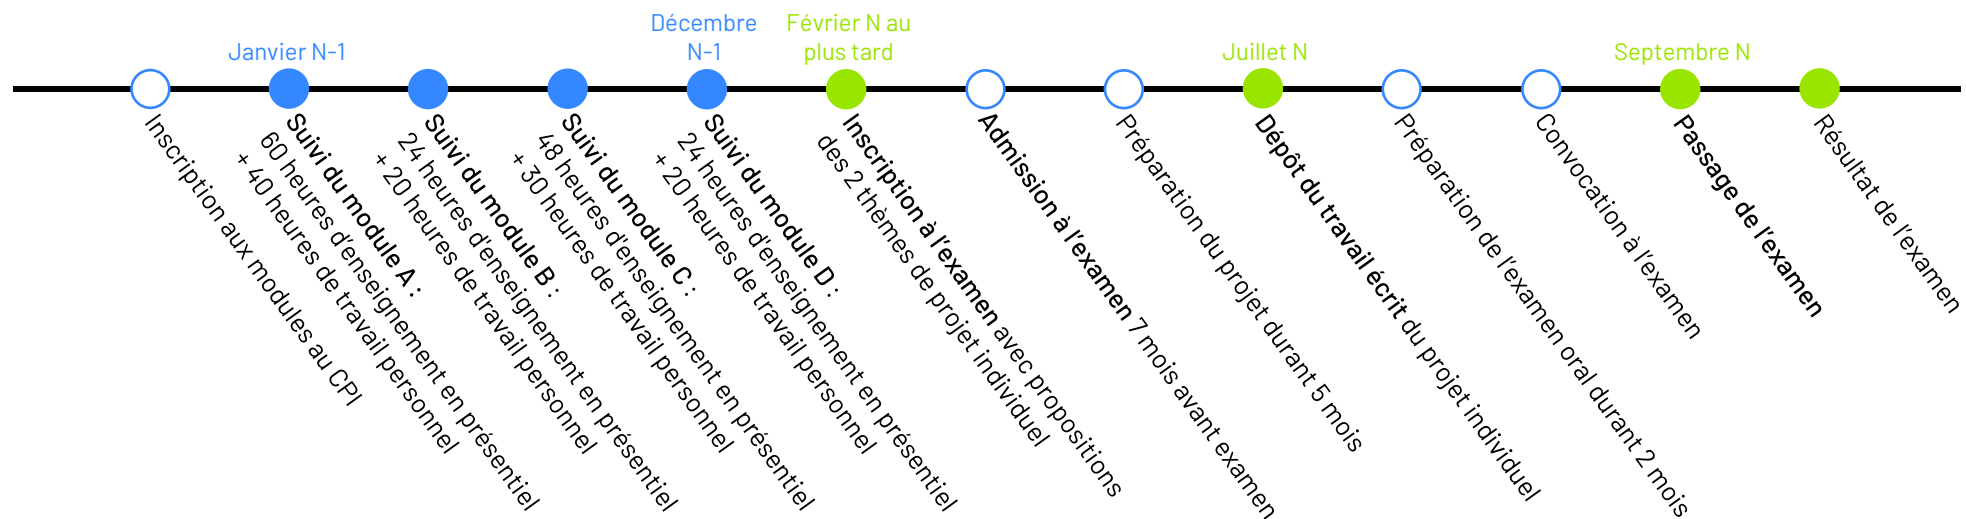 Janvier N-1
Décembre
N-1
Février N au
plus tard
Juillet N
Septembre N
Inscription aux modules au CPI
Suivi du module A :
60 heures d'enseignement en présentiel
+ 40 heures de travail personnel
Suivi du module B :
24 heures d'enseignement en présentiel
+ 20 heures de travail personnel
Suivi du module C :
48 heures d'enseignement en présentiel
+ 30 heures de travail personnel
Suivi du module D :
24 heures d'enseignement en présentiel
+ 20 heures de travail personnel
Inscription à l'examen avec propositions
des 2 thèmes de projet individuel
Admission à l'examen 7 mois avant examen
Préparation du projet durant 5 mois
Dépôt du travail écrit du projet individuel
Préparation de l'examen oral durant 2 mois
Convocation à l'examen
Passage de l'examen
Résultat de l'examen